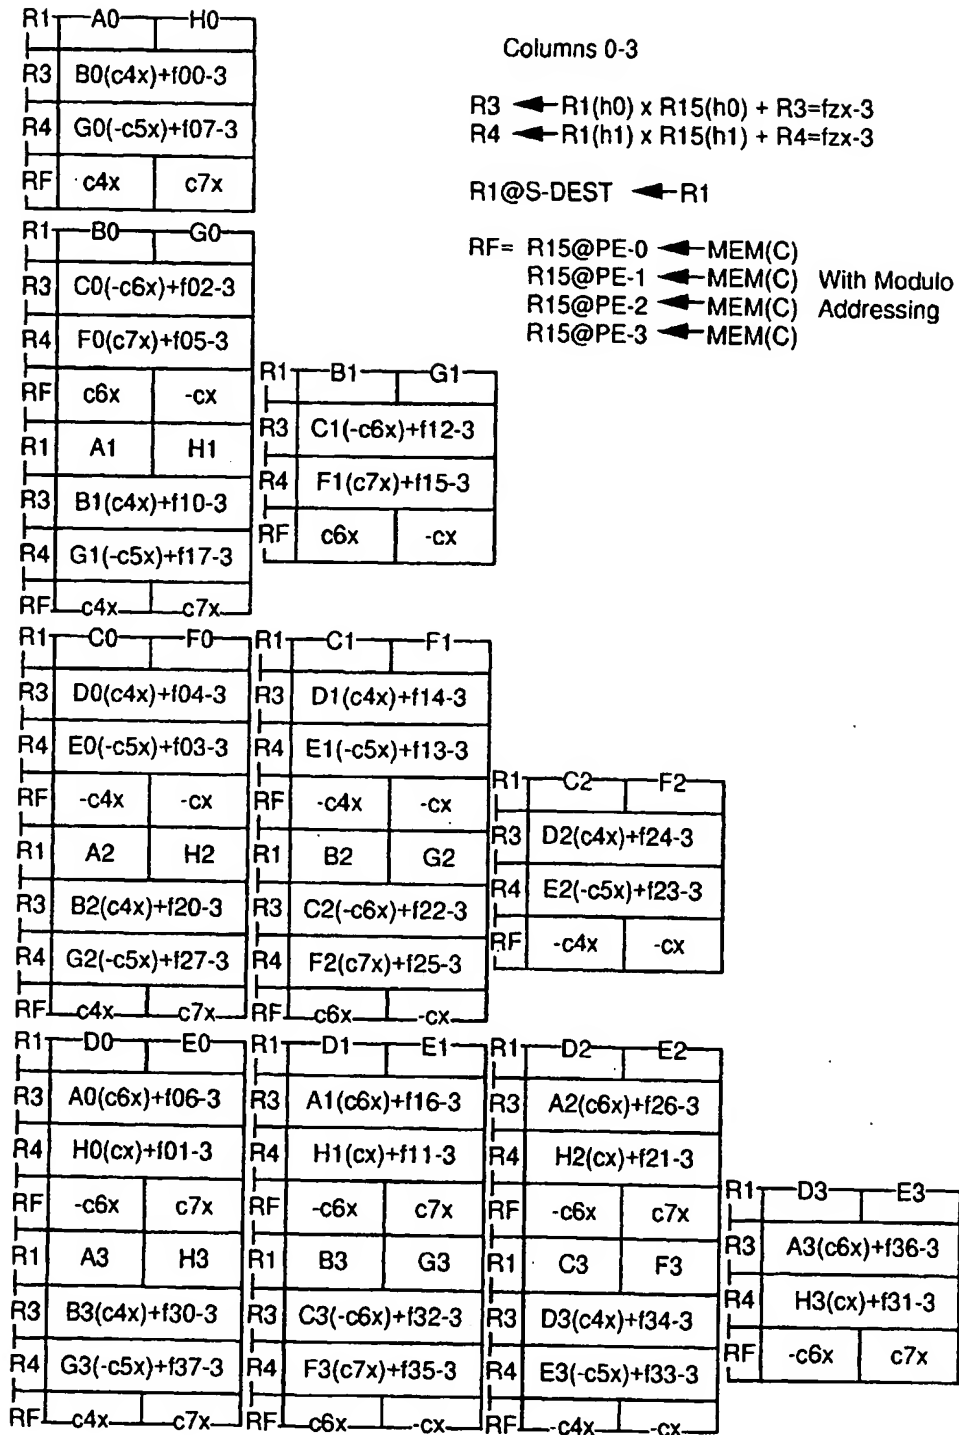 R1 A0 H0
R3 B0(c4x)+f00-3
R4 G0(-c5x)+f07-3
RF c4x c7x
Columns 0-3
R3 ← R1(h0) x R15(h0) + R3=fzx-3
R4 ← R1(h1) x R15(h1) + R4=fzx-3
R1@S-DEST ← R1
RF= R15@PE-0 ← MEM(C)
R15@PE-1 ← MEM(C) With Modulo
R15@PE-2 ← MEM(C) Addressing
R15@PE-3 ← MEM(C)
R1 B0 G0
R3 C0(-c6x)+f02-3
R4 F0(c7x)+f05-3
RF c6x -cx
R1 A1 H1
R3 B1(c4x)+f10-3
R4 G1(-c5x)+f17-3
RF c4x c7x
R1 B1 G1
R3 C1(-c6x)+f12-3
R4 F1(c7x)+f15-3
RF c6x -cx
R1 C0 F0
R3 D0(c4x)+f04-3
R4 E0(-c5x)+f03-3
RF -c4x -cx
R1 A2 H2
R3 B2(c4x)+f20-3
R4 G2(-c5x)+f27-3
RF c4x c7x
R1 C1 F1
R3 D1(c4x)+f14-3
R4 E1(-c5x)+f13-3
RF -c4x -cx
R1 B2 G2
R3 C2(-c6x)+f22-3
R4 F2(c7x)+f25-3
RF c6x -cx
R1 C2 F2
R3 D2(c4x)+f24-3
R4 E2(-c5x)+f23-3
RF -c4x -cx
R1 D0 E0
R3 A0(c6x)+f06-3
R4 H0(cx)+f01-3
RF -c6x c7x
R1 A3 H3
R3 B3(c4x)+f30-3
R4 G3(-c5x)+f37-3
RF c4x c7x
R1 D1 E1
R3 A1(c6x)+f16-3
R4 H1(cx)+f11-3
RF -c6x c7x
R1 B3 G3
R3 C3(-c6x)+f32-3
R4 F3(c7x)+f35-3
RF c6x -cx
R1 D2 E2
R3 A2(c6x)+f26-3
R4 H2(cx)+f21-3
RF -c6x c7x
R1 C3 F3
R3 D3(c4x)+f34-3
R4 E3(-c5x)+f33-3
RF -c4x -cx
R1 D3 E3
R3 A3(c6x)+f36-3
R4 H3(cx)+f31-3
RF -c6x c7x